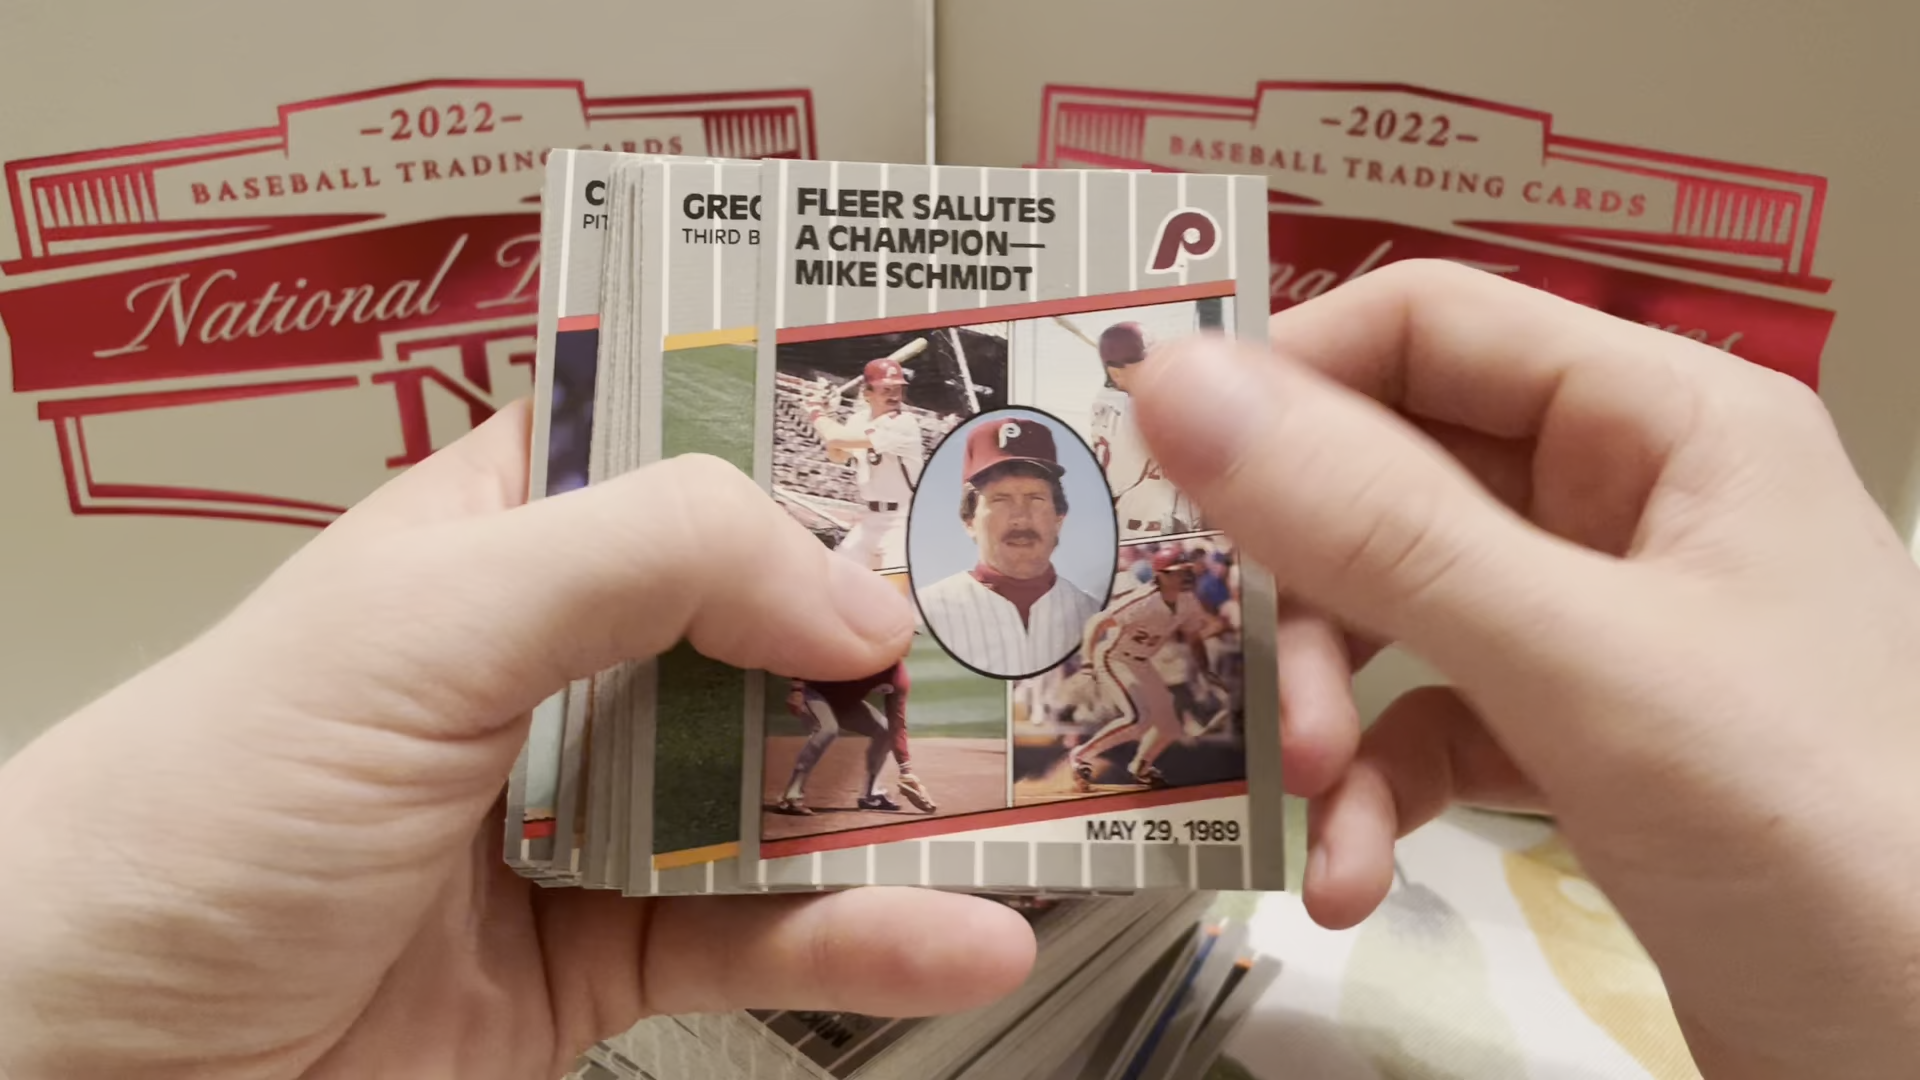 -2022-
BASEBALL TRADING CARDS
National
NT
-2022-
BASEBALL TRADING CARDS
C
PIT
GREG
THIRD B
FLEER SALUTES
A CHAMPION—
MIKE SCHMIDT
P
P
MAY 29, 1989